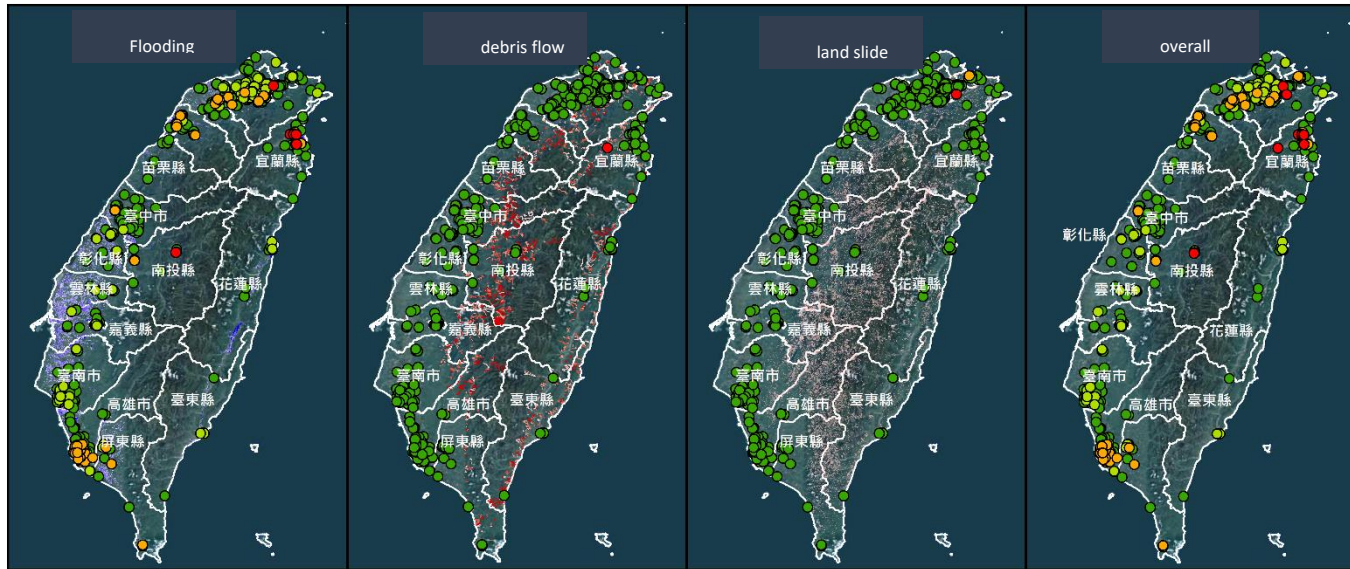 Flooding
苗栗縣
宜蘭縣
臺中市
彰化縣
南投縣
雲林縣
花蓮縣
嘉義縣
臺南市
高雄市
臺東縣
屏東縣
debris flow
苗栗縣
宜蘭縣
臺中市
彰化縣
南投縣
雲林縣
花蓮縣
嘉義縣
臺南市
高雄市
臺東縣
屏東縣
land slide
苗栗縣
宜蘭縣
臺中市
彰化縣
南投縣
雲林縣
花蓮縣
嘉義縣
臺南市
高雄市
臺東縣
屏東縣
overall
苗栗縣
宜蘭縣
臺中市
彰化縣
南投縣
雲林縣
花蓮縣
嘉義縣
臺南市
高雄市
臺東縣
屏東縣